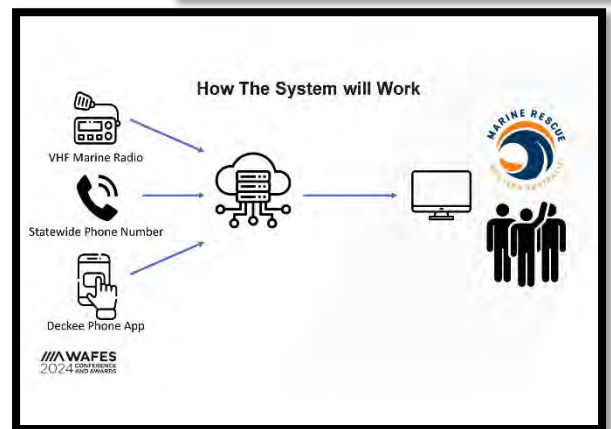 How The System will Work
VHF Marine Radio
Statewide Phone Number
Deckee Phone App
MARINE RESCUE
WESTERN AUSTRALIA
///\WAFES
2024 CONFERENCE
AND AWARDS